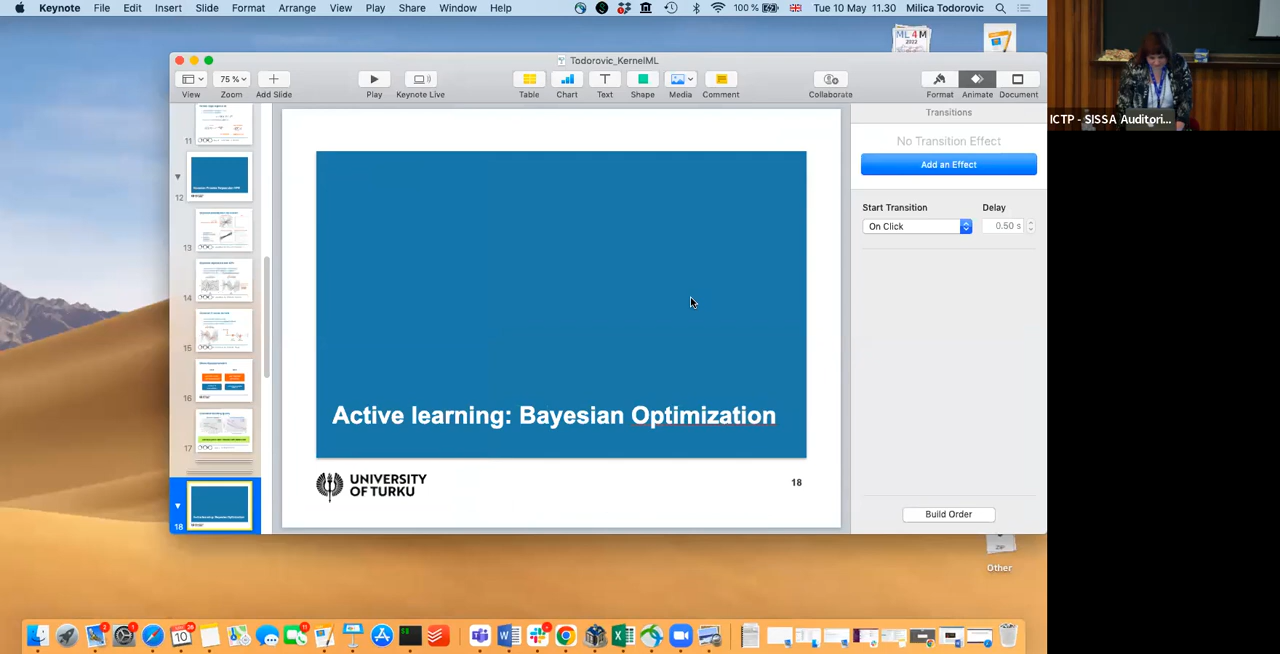 Keynote File Edit Insert Slide Format Arrange View Play Share Window Help 100 % Tue 10 May 11.30 Milica Todorovic
ML4M
2022
Todorovic_KernelML
75%
View Zoom Add Slide Play Keynote Live Table Chart Text Shape Media Comment Collaborate Format Animate Document
ICTP - SISSA Auditori...
Transitions
No Transition Effect
Add an Effect
Start Transition Delay
On Click 0.50 s
11
12
13
14
15
16
17
18
Active learning: Bayesian Optimization
UNIVERSITY
OF TURKU
18
Build Order
Other